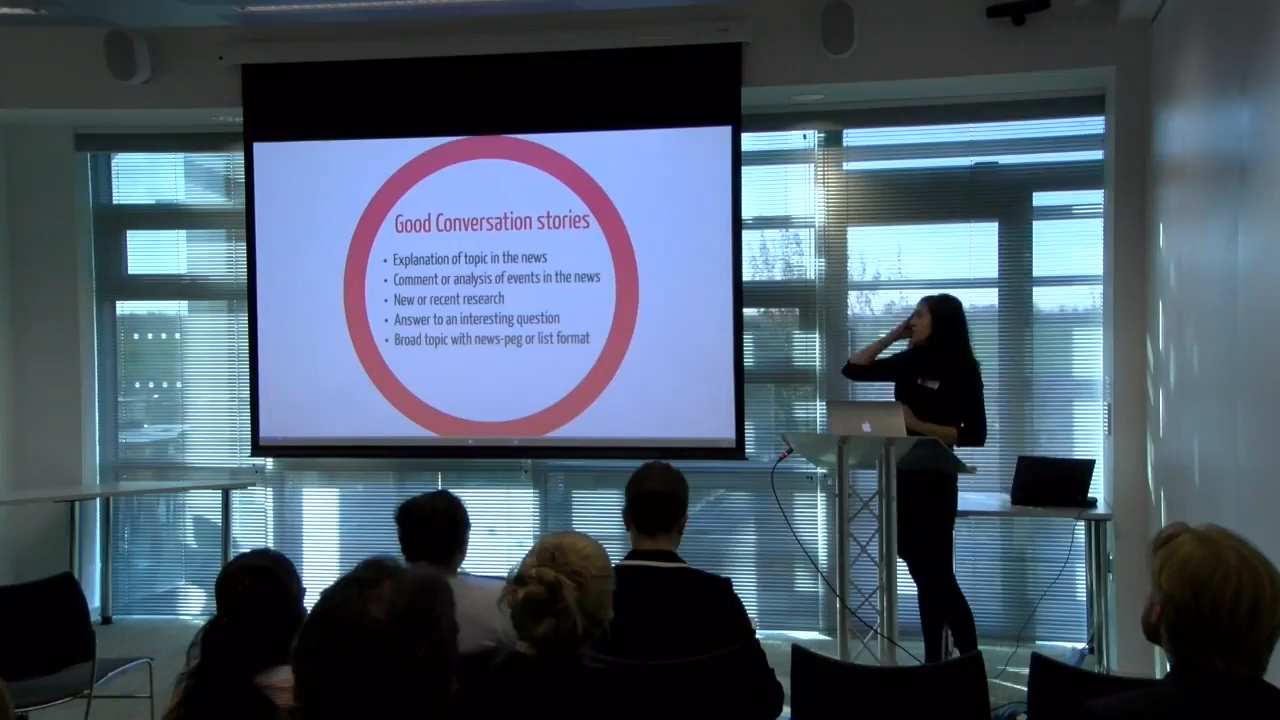 Good Conversation stories
• Explanation of topic in the news
• Comment or analysis of events in the news
• New or recent research
• Answer to an interesting question
• Broad topic with news-peg or list format